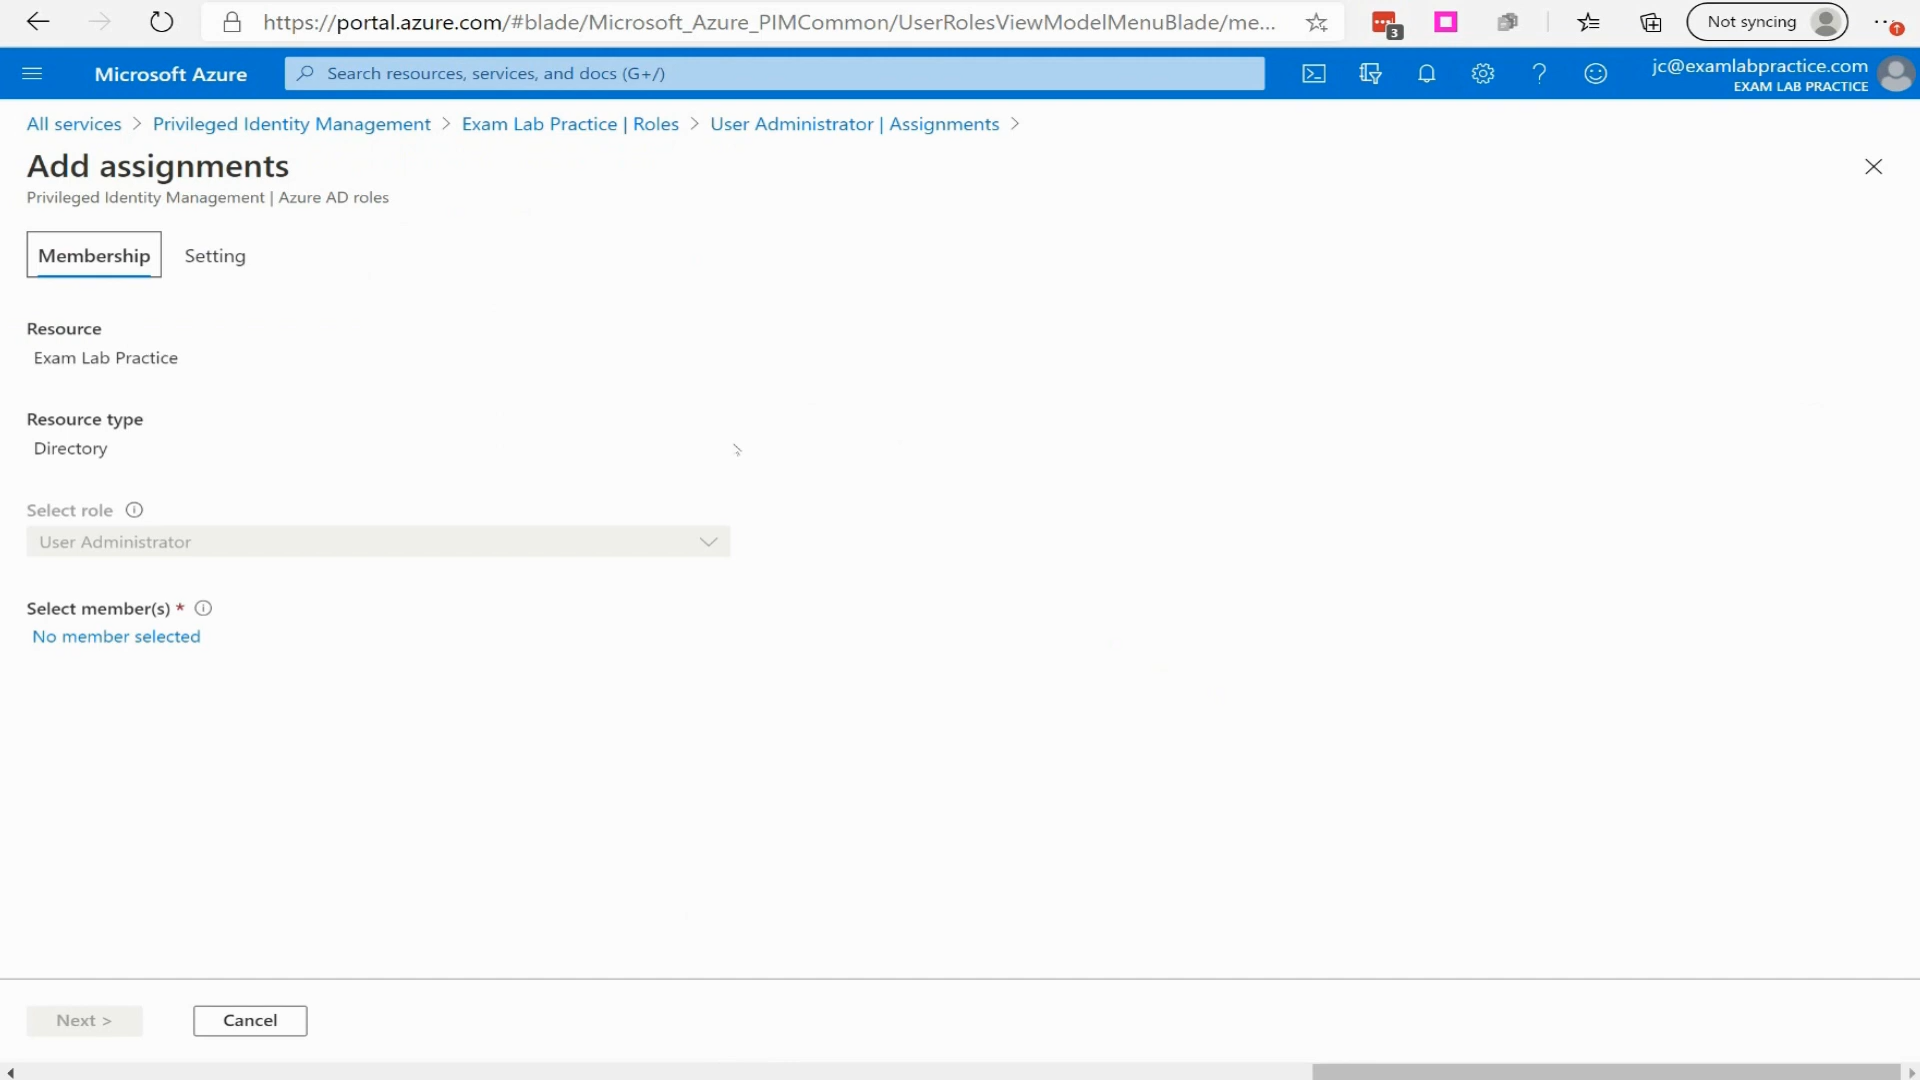 https://portal.azure.com/#blade/Microsoft_Azure_PIMCommon/UserRolesViewModelMenuBlade/me...
3
Not syncing
Microsoft Azure
Search resources, services, and docs (G+/)
jc@examlabpractice.com
EXAM LAB PRACTICE
All services > Privileged Identity Management > Exam Lab Practice | Roles > User Administrator | Assignments >
Add assignments
Privileged Identity Management | Azure AD roles
Membership Setting
Resource
Exam Lab Practice
Resource type
Directory
Select role
User Administrator
Select member(s) *
No member selected
Next > Cancel